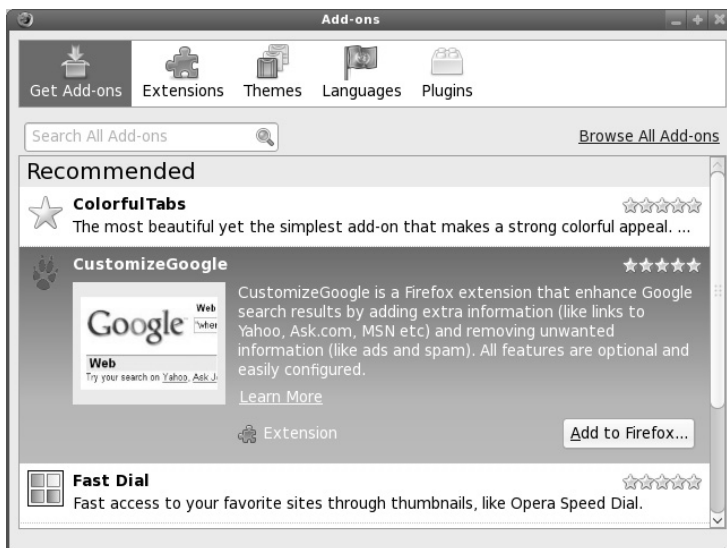 Add-ons
Get Add-ons Extensions Themes Languages Plugins
Search All Add-ons
Browse All Add-ons
Recommended
ColorfulTabs
The most beautiful yet the simplest add-on that makes a strong colorful appeal. ...
CustomizeGoogle
Google
Web
"wher
Web
Try your search on Yahoo, Ask J
CustomizeGoogle is a Firefox extension that enhance Google
search results by adding extra information (like links to
Yahoo, Ask.com, MSN etc) and removing unwanted
information (like ads and spam). All features are optional and
easily configured.
Learn More
Extension
Add to Firefox...
Fast Dial
Fast access to your favorite sites through thumbnails, like Opera Speed Dial.